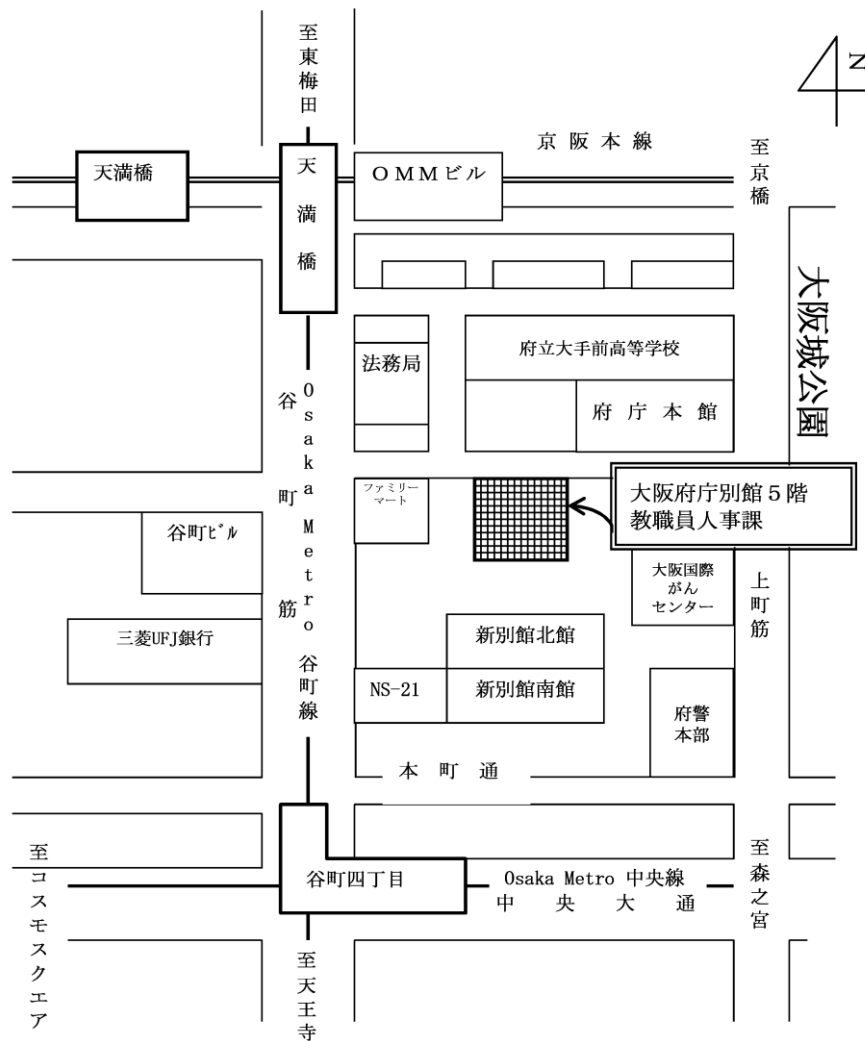 至東梅田
N
京阪本線
至京橋
天満橋
天満橋
OMMビル
大阪城公園
法務局
府立大手前高等学校
府庁本館
谷町筋
Osaka Metro 谷町線
ファミリー
マート
大阪府庁別館5階
教職員人事課
谷町ビル
大阪国際
がん
センター
上町筋
三菱UFJ銀行
新別館北館
NS-21
新別館南館
府警
本部
本町通
至コスモスクエア
谷町四丁目
Osaka Metro 中央線
中央大通
至森之宮
至天王寺